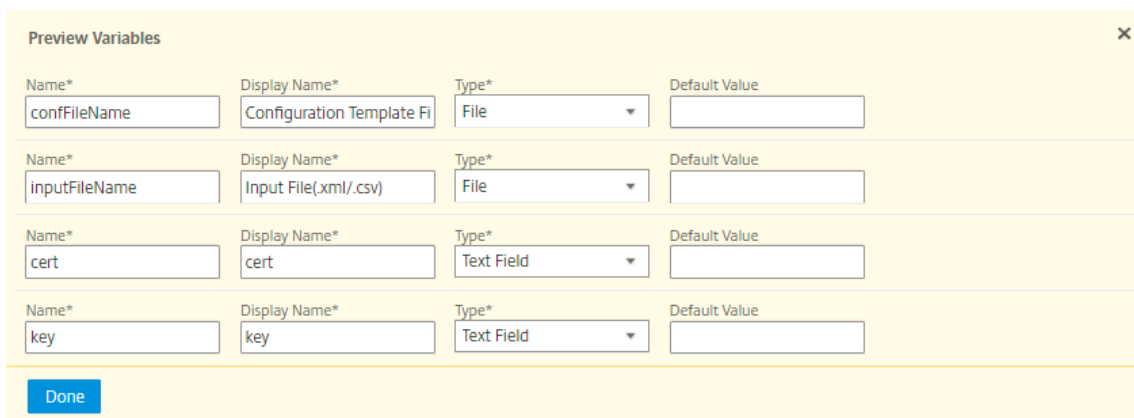 Preview Variables
Name* Display Name* Type* Default Value
confFileName Configuration Template Fi File
Name* Display Name* Type* Default Value
inputFileName Input File(.xml/.csv) File
Name* Display Name* Type* Default Value
cert cert Text Field
Name* Display Name* Type* Default Value
key key Text Field
Done